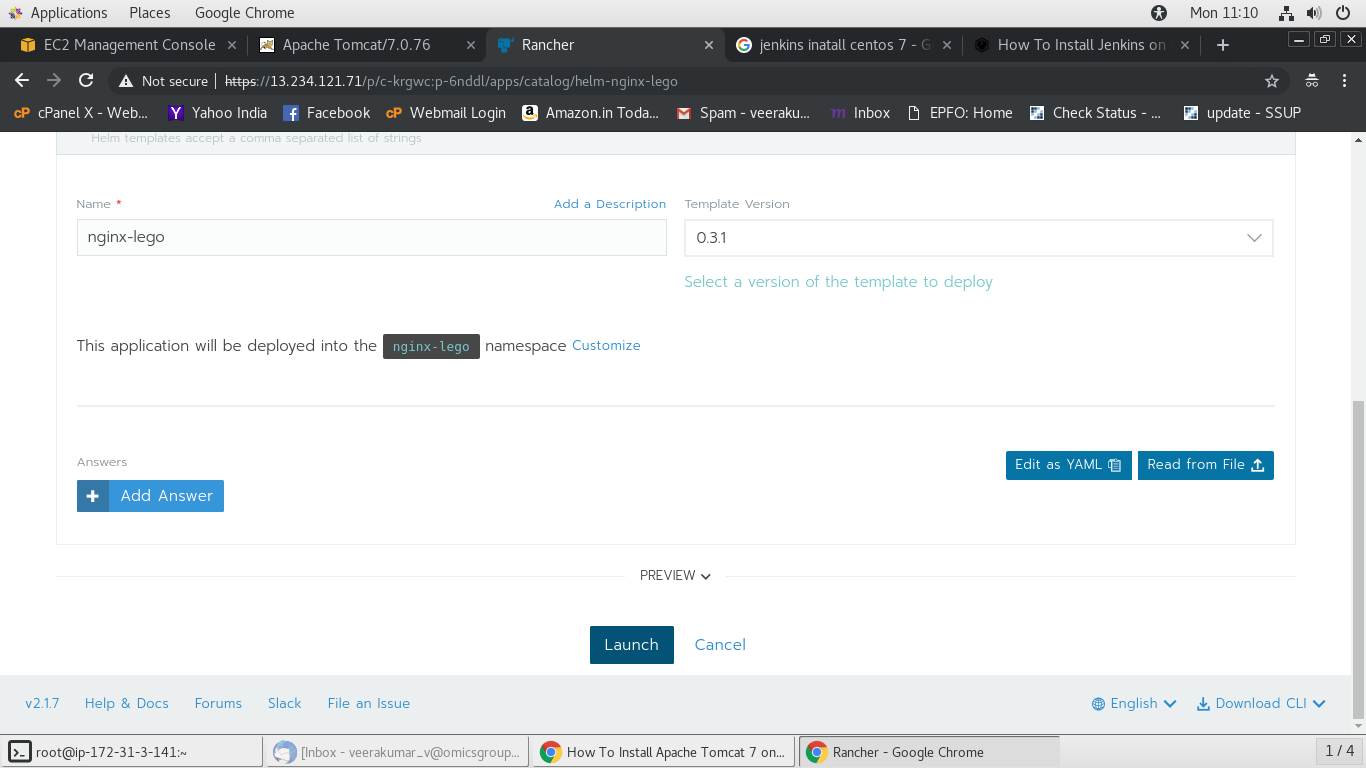 Applications Places Google Chrome Mon 11:10
EC2 Management Console Apache Tomcat/7.0.76 Rancher jenkins inatall centos 7 - G How To Install Jenkins on
Not secure https://13.234.121.71/p/c-krgwc:p-6nddl/apps/catalog/helm-nginx-lego
cPanel X - Web... Yahoo India Facebook Webmail Login Amazon.in Toda... Spam - veeraku... Inbox EPFO: Home Check Status - ... update - SSUP
Helm templates accept a comma separated list of strings
Name * Add a Description Template Version
nginx-lego 0.3.1
Select a version of the template to deploy
This application will be deployed into the nginx-lego namespace Customize
Answers Edit as YAML Read from File
Add Answer
PREVIEW
Launch Cancel
v2.1.7 Help & Docs Forums Slack File an Issue English Download CLI
root@ip-172-31-3-141:~ [Inbox - veerakumar_v@omicsgroup... How To Install Apache Tomcat 7 on... Rancher - Google Chrome 1 / 4